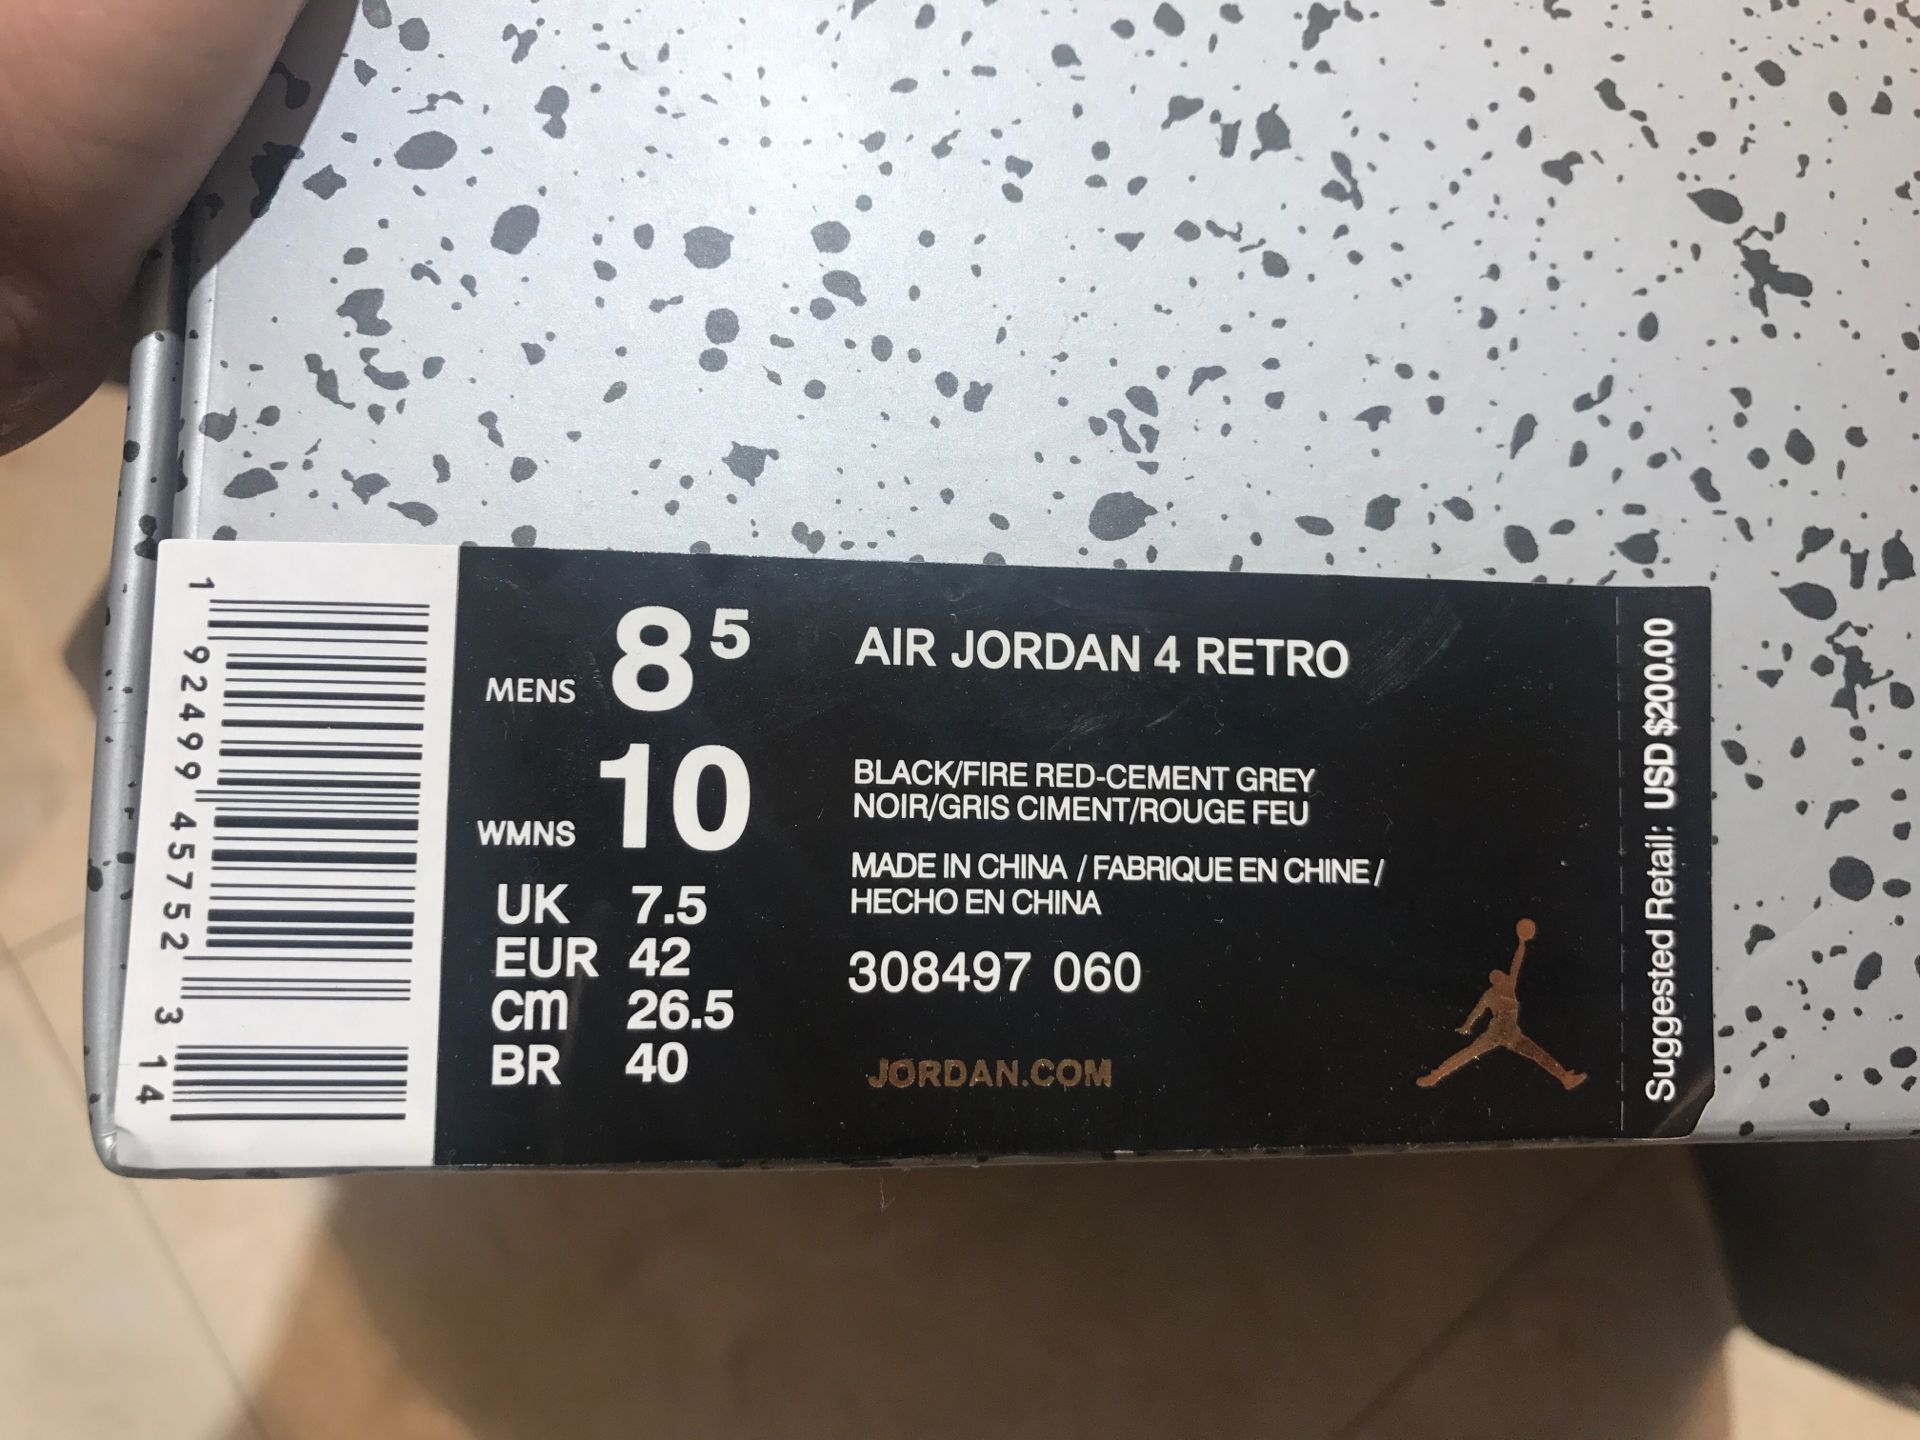 1 92499 45752 3 14
MENS 8 5
WMNS 10
UK 7.5
EUR 42
cm 26.5
BR 40
AIR JORDAN 4 RETRO
BLACK/FIRE RED-CEMENT GREY
NOIR/GRIS CIMENT/ROUGE FEU
MADE IN CHINA / FABRIQUE EN CHINE /
HECHO EN CHINA
308497 060
JORDAN.COM
Suggested Retail: USD $200.00